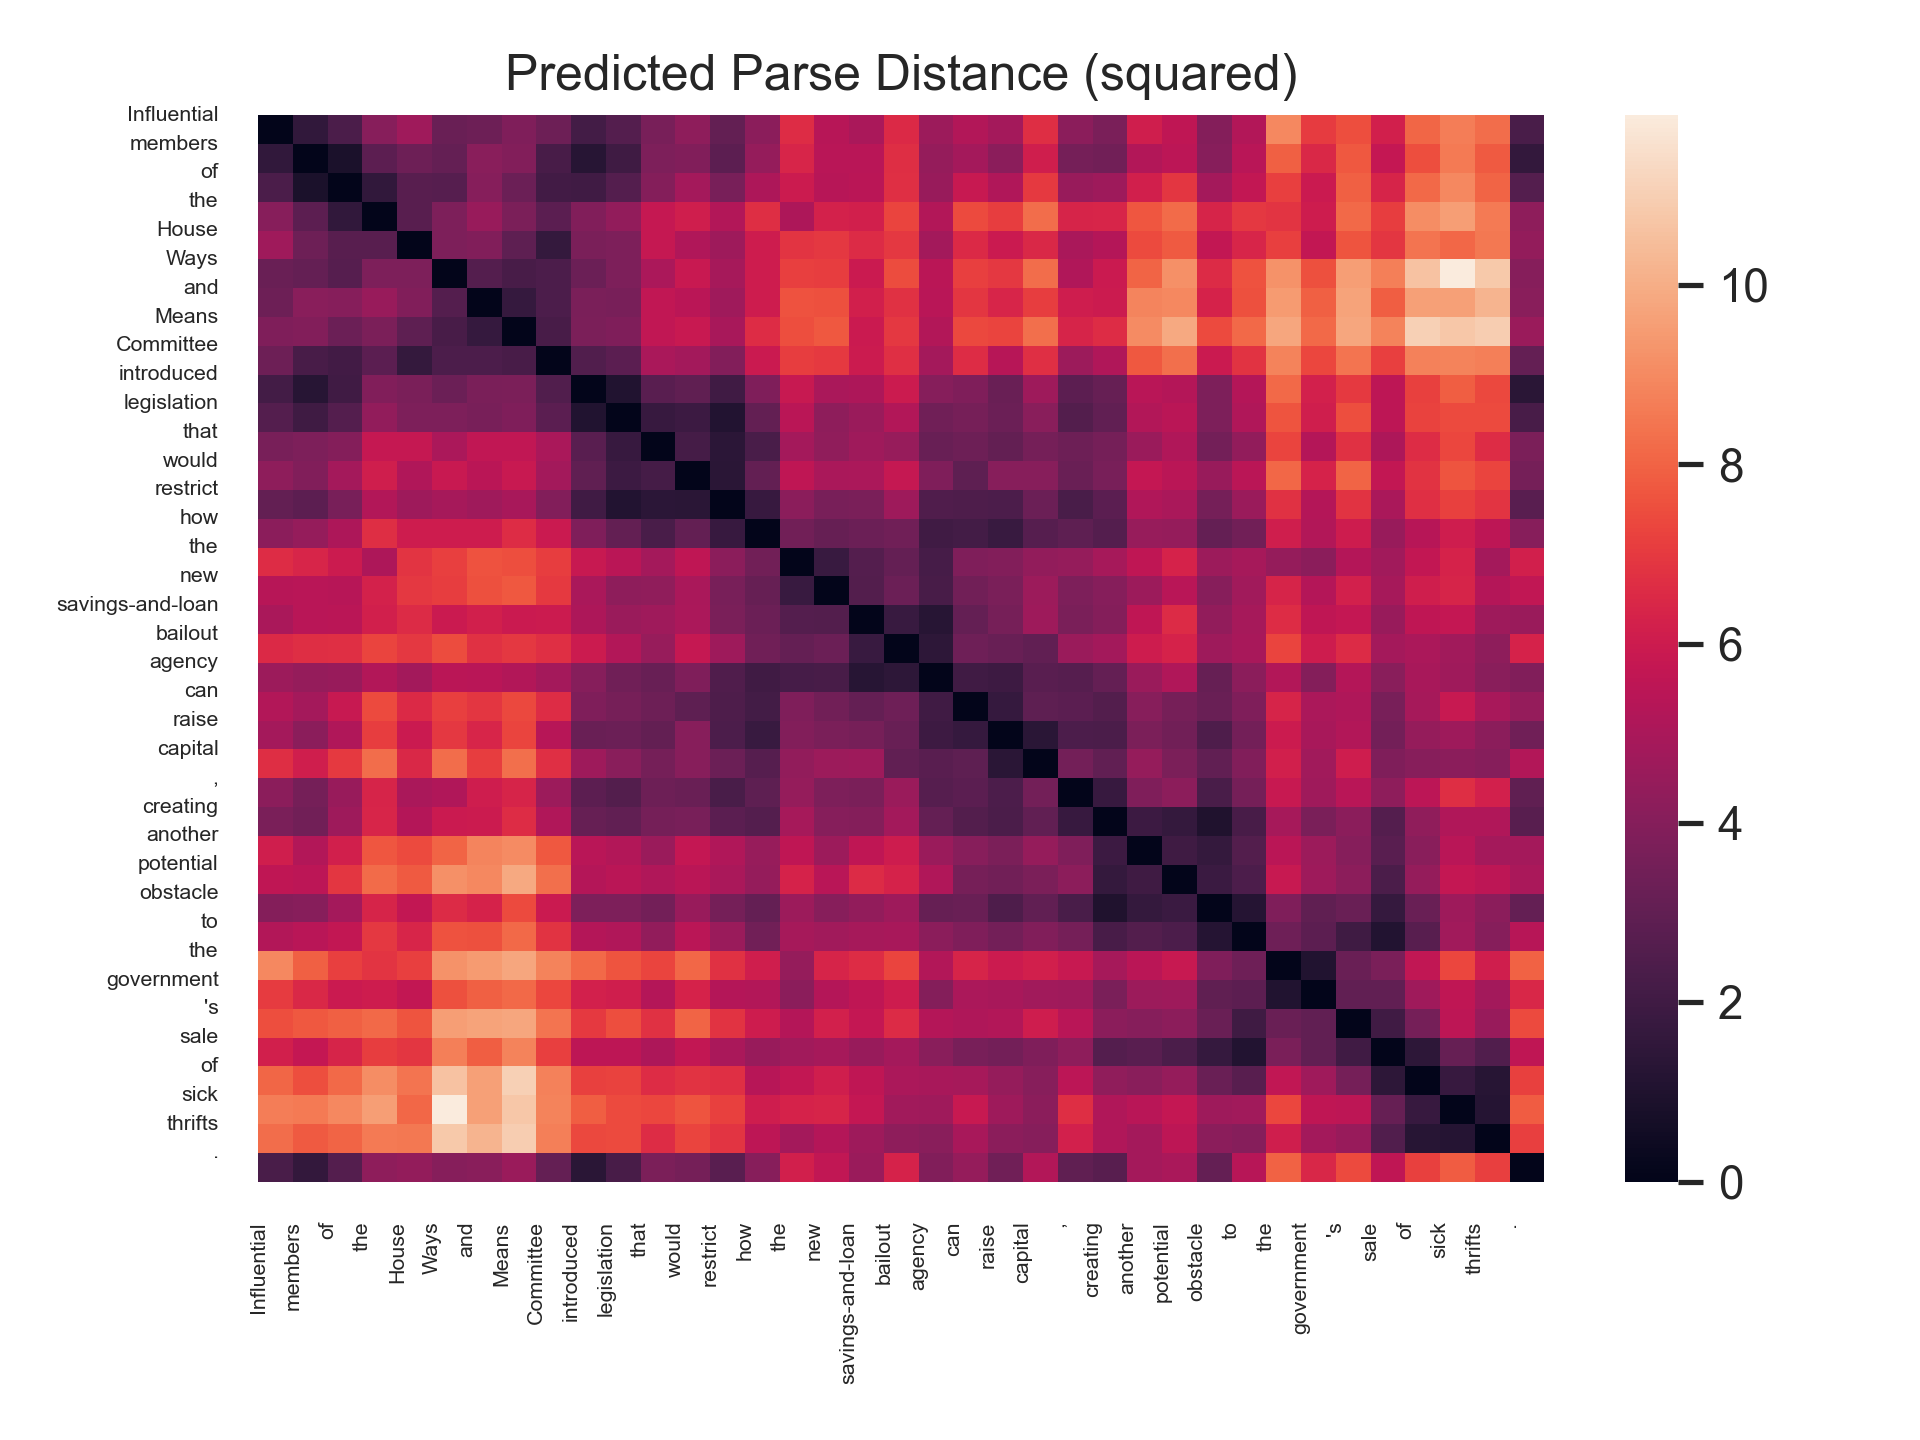 Predicted Parse Distance (squared)
Influential
members
of
the
House
Ways
and
Means
Committee
introduced
legislation
that
would
restrict
how
the
new
savings-and-loan
bailout
agency
can
raise
capital
,
creating
another
potential
obstacle
to
the
government
's
sale
of
sick
thrifts
.
10
8
6
4
2
0
Influential
members
of
the
House
Ways
and
Means
Committee
introduced
legislation
that
would
restrict
how
the
new
savings-and-loan
bailout
agency
can
raise
capital
,
creating
another
potential
obstacle
to
the
government
's
sale
of
sick
thrifts
.